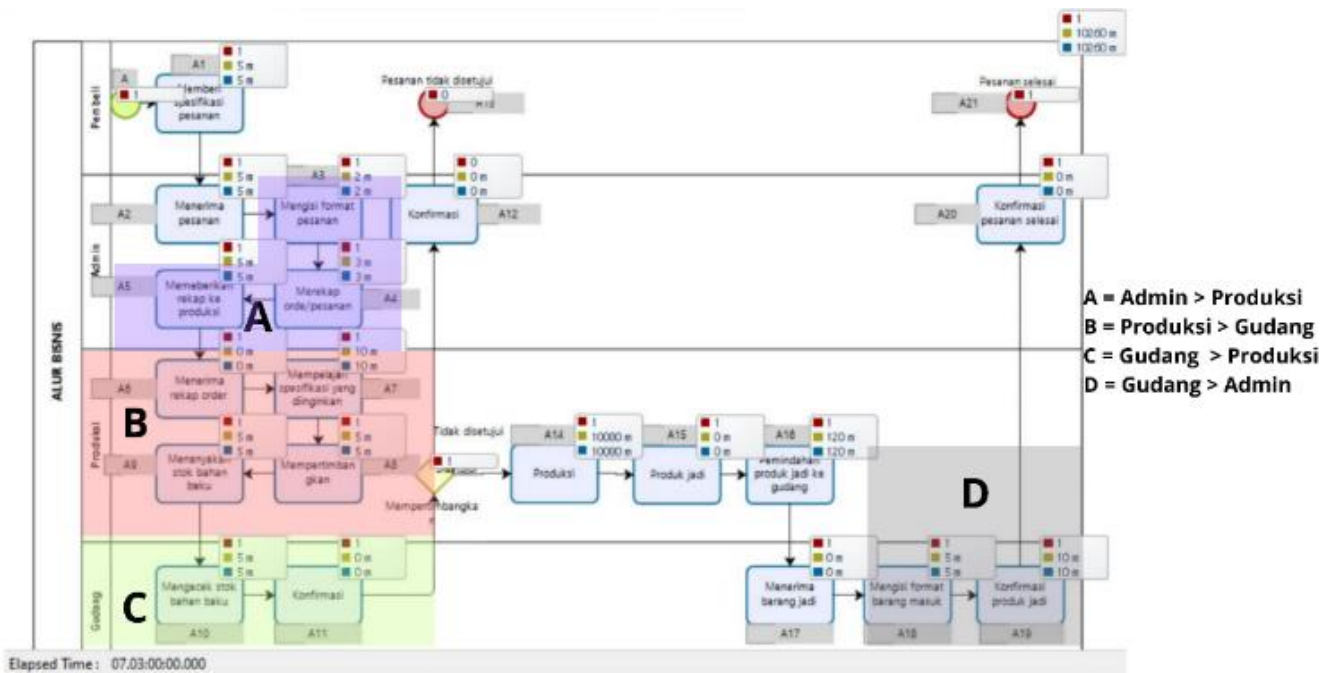 1
10260 m
10260 m
ALUR BISNIS
Pembeli
A
1
A1
1
5 m
5 m
Memberi
spesifikasi
pesanan
Pesanan tidak disetujui
0
A13
Pesanan selesai
1
A21
Admin
A2
1
5 m
5 m
Menerima
pesanan
A3
1
2 m
2 m
Mengisi format
pesanan
0
0 m
0 m
Konfirmasi
A12
1
0 m
0 m
A20
Konfirmasi
pesanan selesai
A5
1
5 m
5 m
Memeberikan
rekap ke
produksi
A
1
3 m
3 m
Merekap
orde/pesanan
A4
A = Admin > Produksi
B = Produksi > Gudang
C = Gudang > Produksi
D = Gudang > Admin
Produksi
A6
1
0 m
0 m
Menerima
rekap order
1
10 m
10 m
Mempelajari
spesifikasi yang
diinginkan
A7
B
A9
1
5 m
5 m
Menanyakan
stok bahan
baku
1
5 m
5 m
Mempertimban
gkan
A8
Tidak disetujui
1
Mempertimbangka
A14
1
10000 m
10000 m
Produksi
A15
1
0 m
0 m
Produk jadi
A16
1
120 m
120 m
Pemindahan
produk jadi ke
gudang
D
Gudang
C
1
5 m
5 m
Mengecek stok
bahan baku
A10
1
0 m
0 m
Konfirmasi
A11
1
0 m
0 m
Menerima
barang jadi
A17
1
5 m
5 m
Mengisi format
barang masuk
A18
1
10 m
10 m
Konfirmasi
produk jadi
A19
Elapsed Time : 07.03:00:00.000